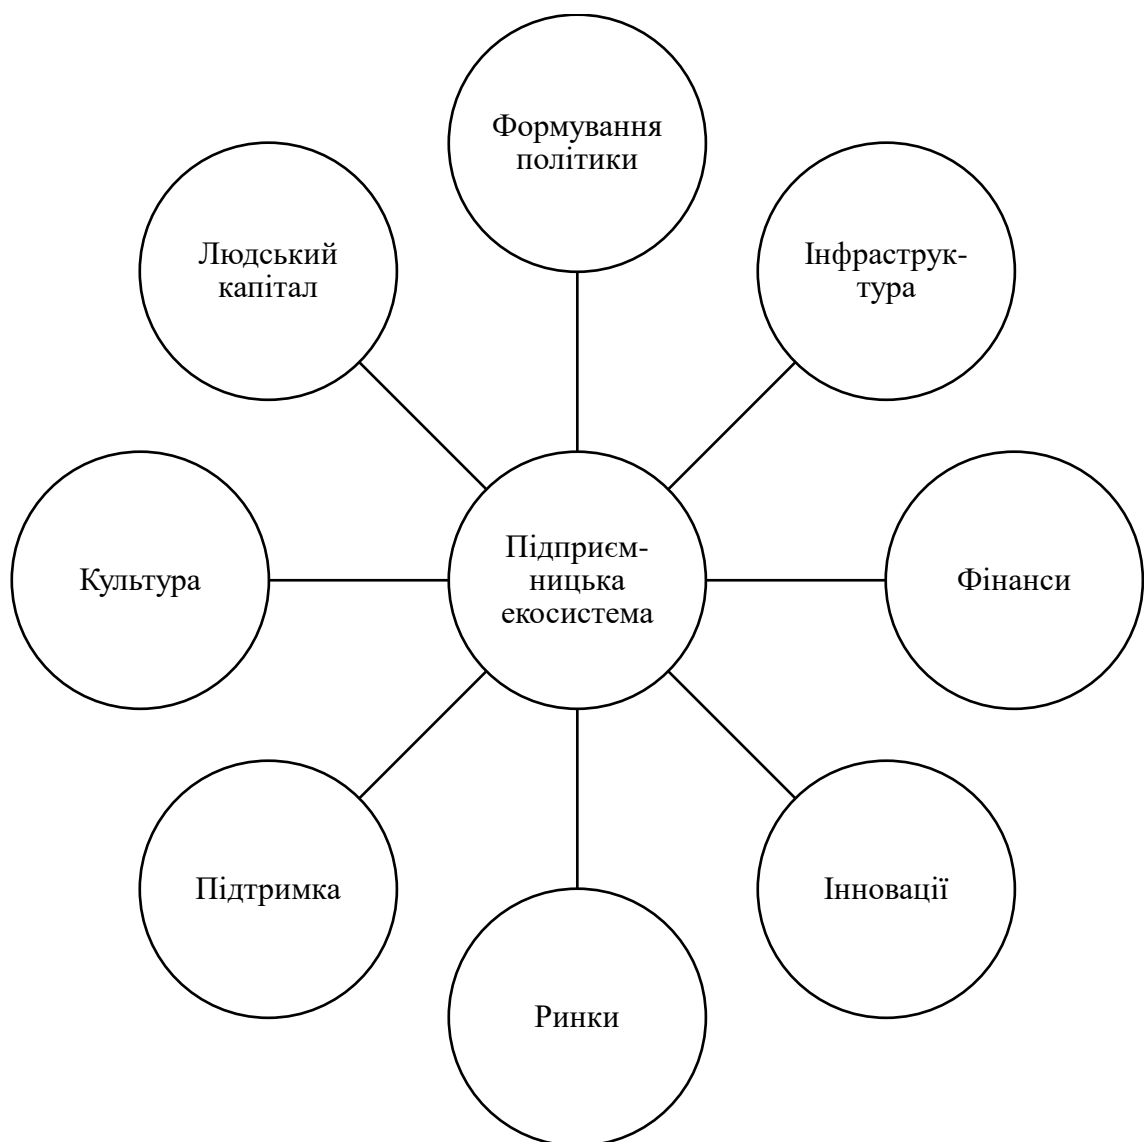 Формування
політики
Людський
капітал
Інфраструк-
тура
Культура
Підприєм-
ницька
екосистема
Фінанси
Підтримка
Інновації
Ринки